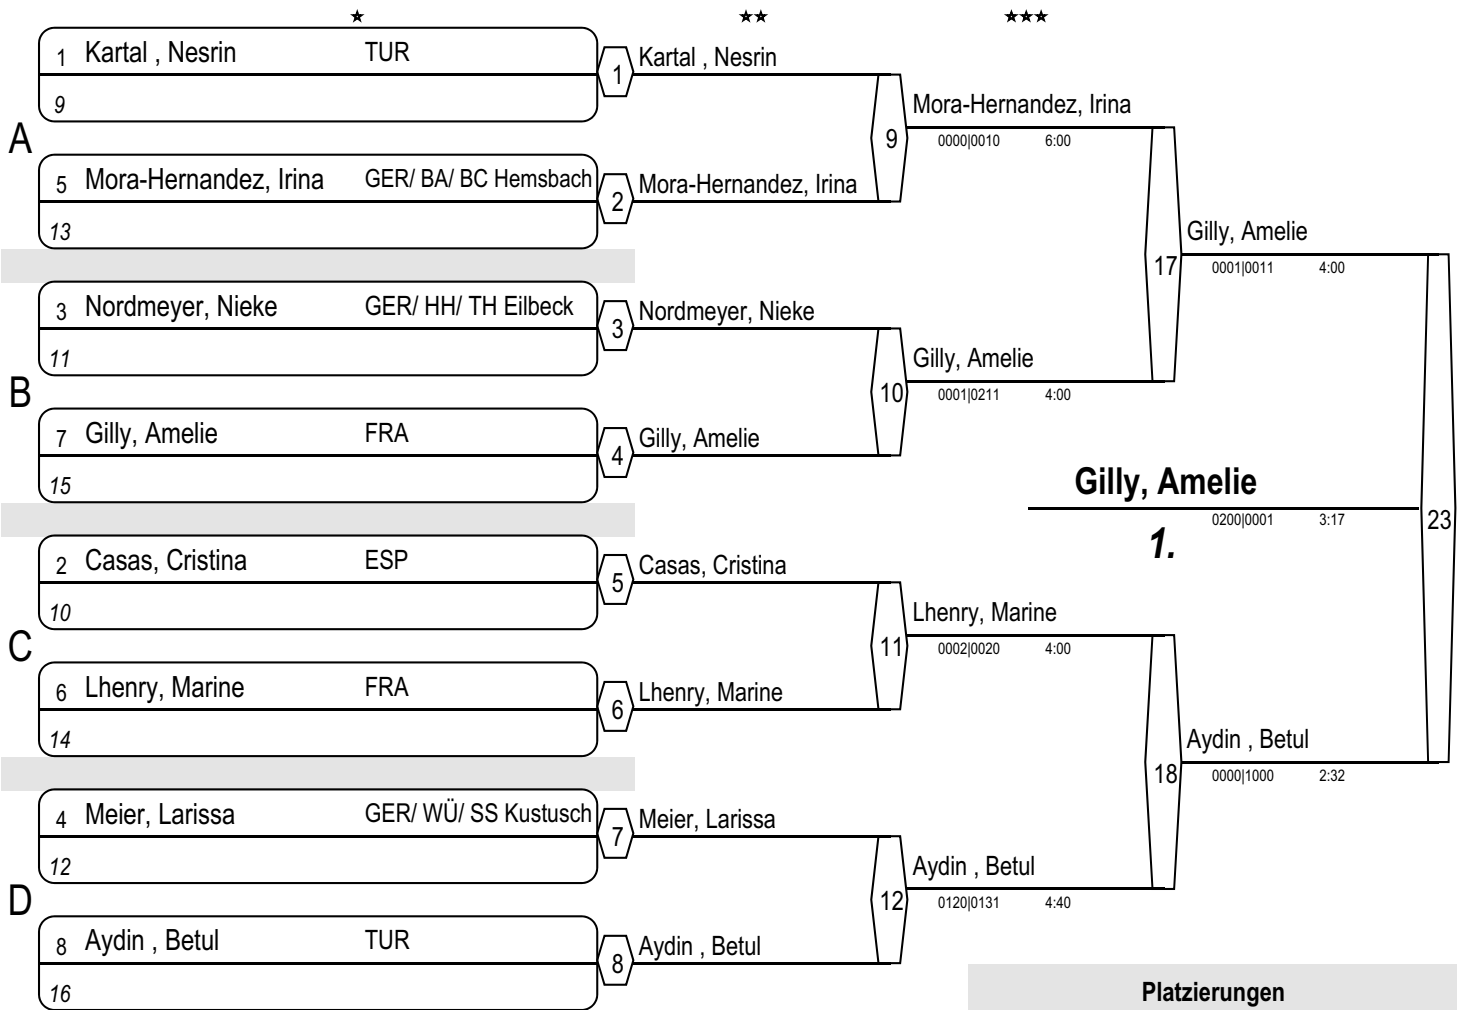 ★ ★★ ★★★
A
1 Kartal , Nesrin TUR
9
1
Kartal , Nesrin
5 Mora-Hernandez, Irina GER/ BA/ BC Hemsbach
13
2
Mora-Hernandez, Irina
9
Mora-Hernandez, Irina
0000|0010 6:00
B
3 Nordmeyer, Nieke GER/ HH/ TH Eilbeck
11
3
Nordmeyer, Nieke
7 Gilly, Amelie FRA
15
4
Gilly, Amelie
10
Gilly, Amelie
0001|0211 4:00
17
Gilly, Amelie
0001|0011 4:00
C
2 Casas, Cristina ESP
10
5
Casas, Cristina
6 Lhenry, Marine FRA
14
6
Lhenry, Marine
11
Lhenry, Marine
0002|0020 4:00
D
4 Meier, Larissa GER/ WÜ/ SS Kustusch
12
7
Meier, Larissa
8 Aydin , Betul TUR
16
8
Aydin , Betul
12
Aydin , Betul
0120|0131 4:40
18
Aydin , Betul
0000|1000 2:32
23
Gilly, Amelie
0200|0001 3:17
1.
Platzierungen